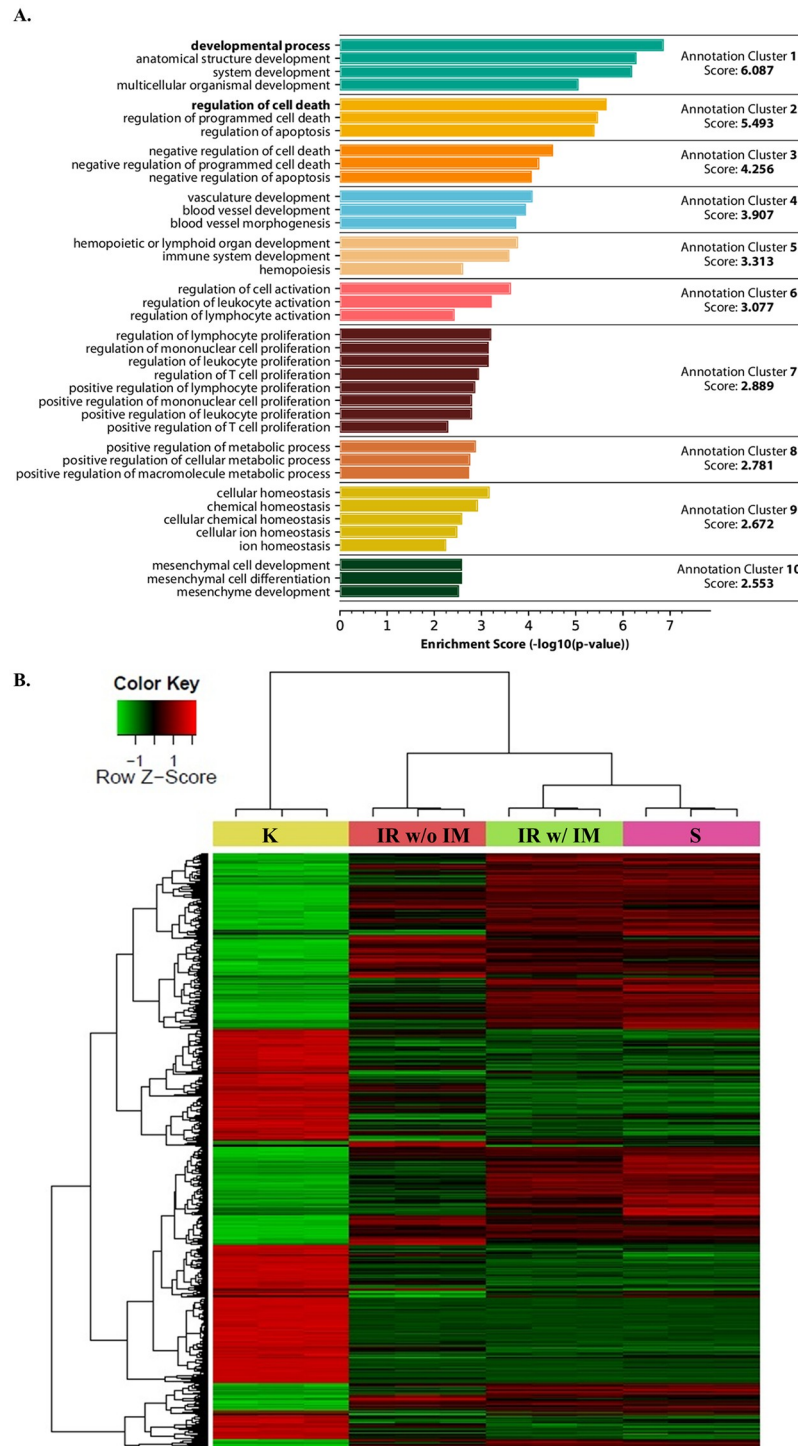 A.
developmental process
anatomical structure development
system development
multicellular organismal development
Annotation Cluster 1
Score: 6.087
regulation of cell death
regulation of programmed cell death
regulation of apoptosis
Annotation Cluster 2
Score: 5.493
negative regulation of cell death
negative regulation of programmed cell death
negative regulation of apoptosis
Annotation Cluster 3
Score: 4.256
vasculature development
blood vessel development
blood vessel morphogenesis
Annotation Cluster 4
Score: 3.907
hemopoietic or lymphoid organ development
immune system development
hemopoiesis
Annotation Cluster 5
Score: 3.313
regulation of cell activation
regulation of leukocyte activation
regulation of lymphocyte activation
Annotation Cluster 6
Score: 3.077
regulation of lymphocyte proliferation
regulation of mononuclear cell proliferation
regulation of leukocyte proliferation
regulation of T cell proliferation
positive regulation of lymphocyte proliferation
positive regulation of mononuclear cell proliferation
positive regulation of leukocyte proliferation
positive regulation of T cell proliferation
Annotation Cluster 7
Score: 2.889
positive regulation of metabolic process
positive regulation of cellular metabolic process
positive regulation of macromolecule metabolic process
Annotation Cluster 8
Score: 2.781
cellular homeostasis
chemical homeostasis
cellular chemical homeostasis
cellular ion homeostasis
ion homeostasis
Annotation Cluster 9
Score: 2.672
mesenchymal cell development
mesenchymal cell differentiation
mesenchyme development
Annotation Cluster 10
Score: 2.553
0 1 2 3 4 5 6 7
Enrichment Score (-log10(p-value))
B.
Color Key
−1 1
Row Z−Score
K IR w/o IM IR w/ IM S